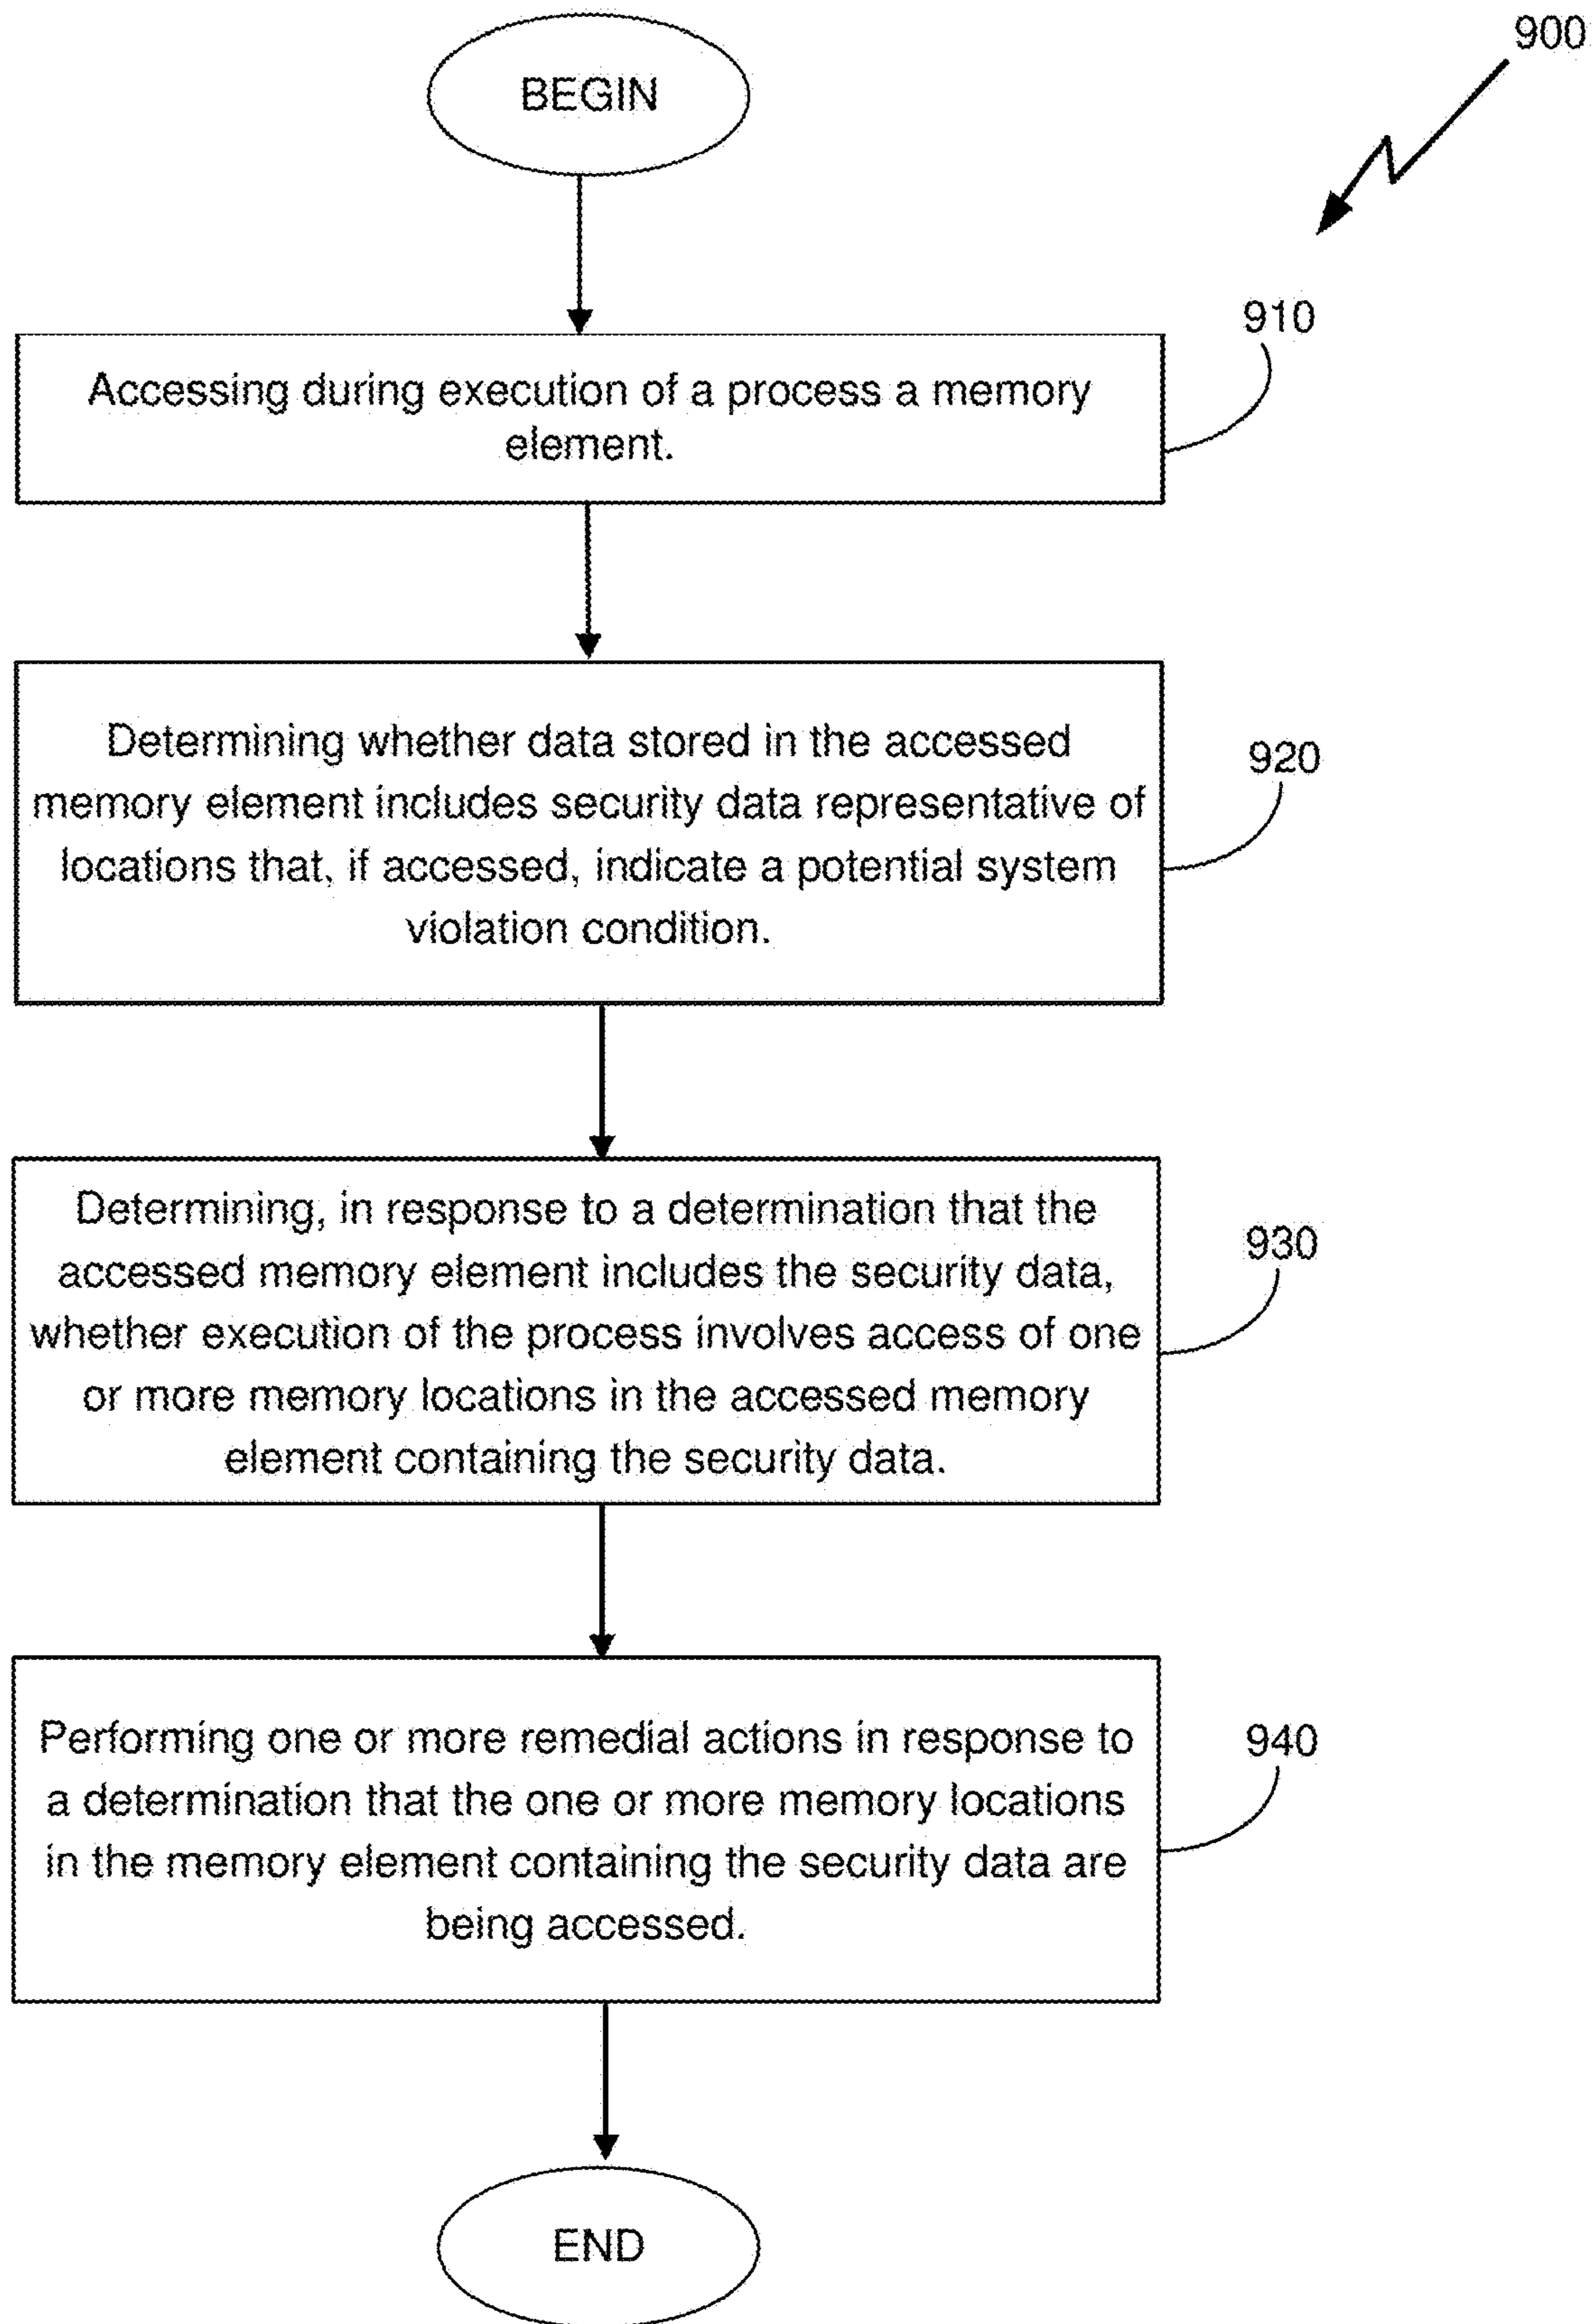 900
BEGIN
910
Accessing during execution of a process a memory
element.
920
Determining whether data stored in the accessed
memory element includes security data representative of
locations that, if accessed, indicate a potential system
violation condition.
930
Determining, in response to a determination that the
accessed memory element includes the security data,
whether execution of the process involves access of one
or more memory locations in the accessed memory
element containing the security data.
940
Performing one or more remedial actions in response to
a determination that the one or more memory locations
in the memory element containing the security data are
being accessed.
END